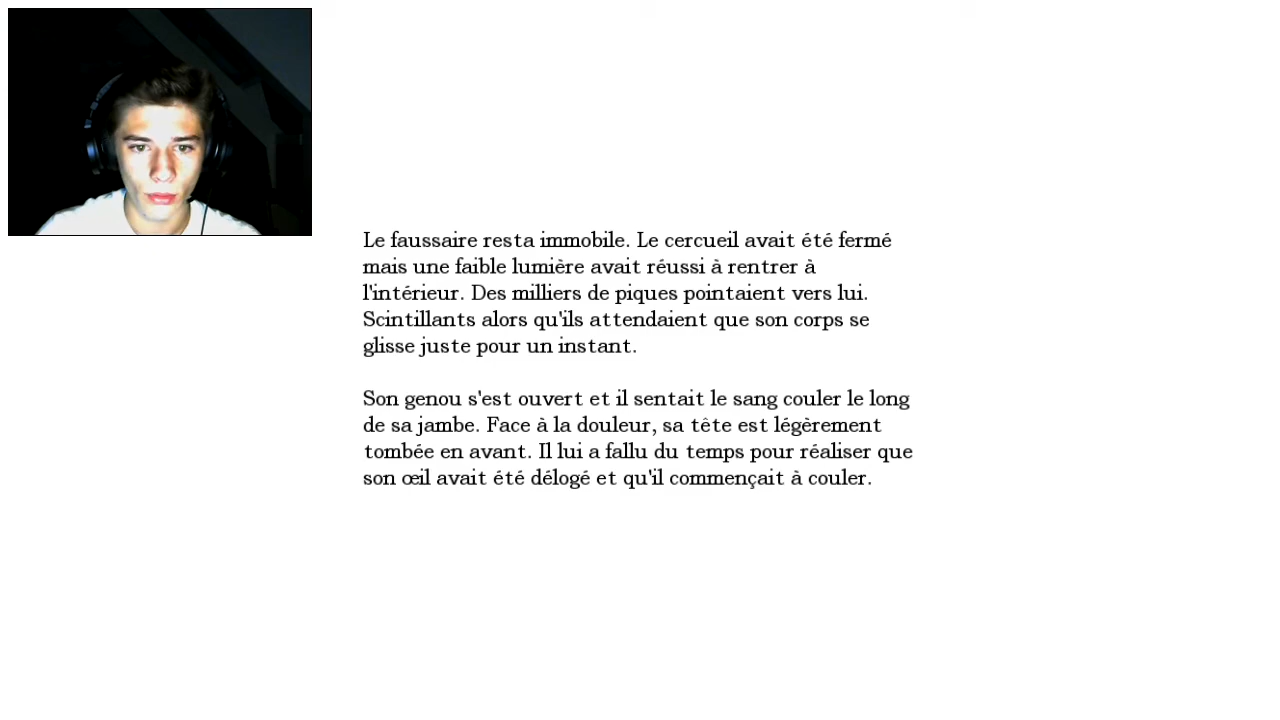 Le faussaire resta immobile. Le cercueil avait été fermé
mais une faible lumière avait réussi à rentrer à
l'intérieur. Des milliers de piques pointaient vers lui.
Scintillants alors qu'ils attendaient que son corps se
glisse juste pour un instant.
Son genou s'est ouvert et il sentait le sang couler le long
de sa jambe. Face à la douleur, sa tête est légèrement
tombée en avant. Il lui a fallu du temps pour réaliser que
son œil avait été délogé et qu'il commençait à couler.